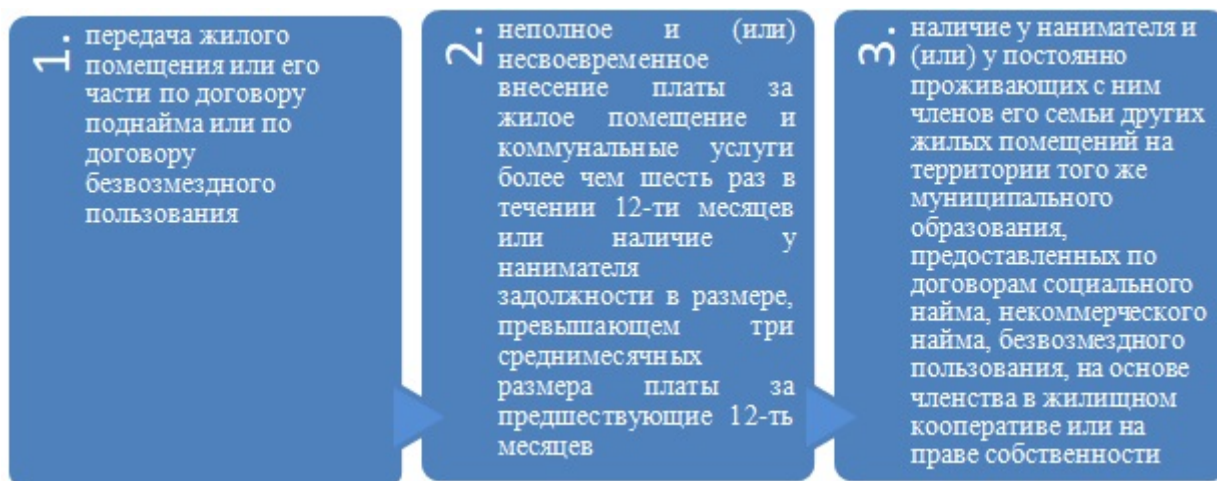 1. передача жилого
помещения или его
части по договору
поднайма или по
договору
безвозмездного
пользования
2. неполное и (или)
несвоевременное
внесение платы за
жилое помещение и
коммунальные услуги
более чем шесть раз в
течении 12-ти месяцев
или наличие у
нанимателя
задолжности в размере,
превышающем три
среднимесячных
размера платы за
предшествующие 12-ть
месяцев
3. наличие у нанимателя и
(или) у постоянно
проживающих с ним
членов его семьи других
жилых помещений на
территории того же
муниципального
образования,
предоставленных по
договорам социального
найма, некоммерческого
найма, безвозмездного
пользования, на основе
членства в жилищном
кооперативе или на
праве собственности